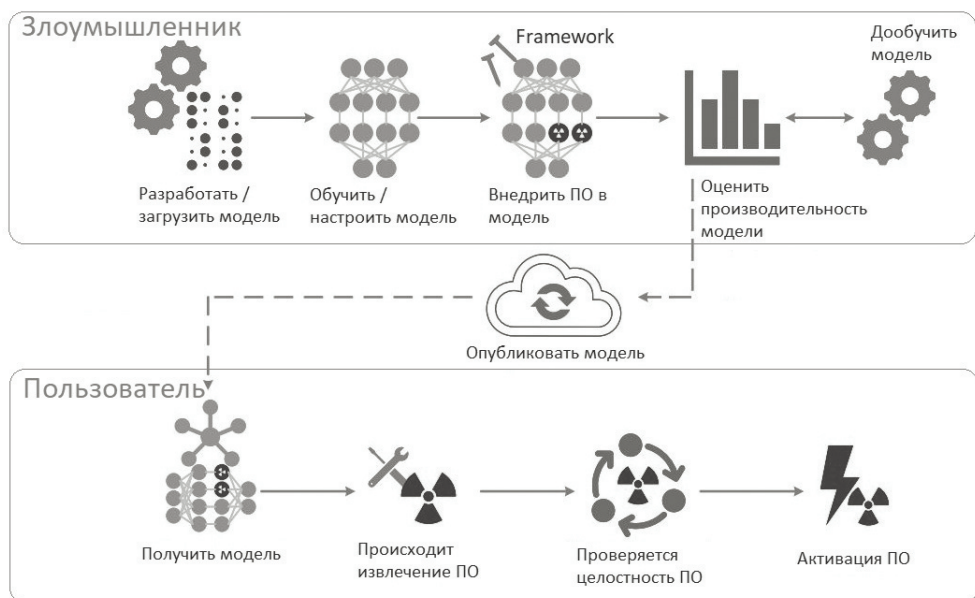 Злоумышленник
Framework
Дообучить
модель
Разработать /
загрузить модель
Обучить /
настроить модель
Внедрить ПО в
модель
Оценить
производительность
модели
Опубликовать модель
Пользователь
Получить модель
Происходит
извлечение ПО
Проверяется
целостность ПО
Активация ПО